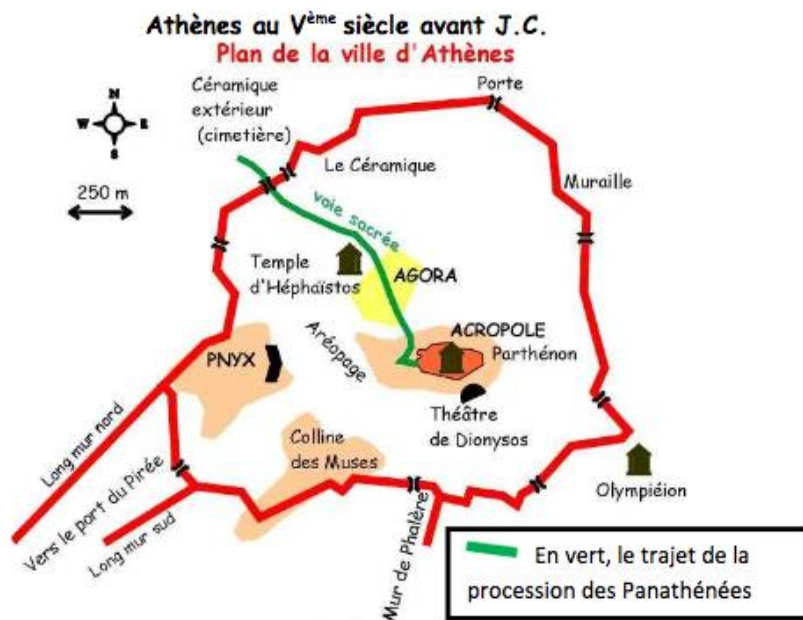 Athènes au Vème siècle avant J.C.
Plan de la ville d'Athènes
Céramique
extérieur
(cimetière)
Porte
N
W E
S
Le Céramique
250 m
Muraille
voie sacrée
Temple
d'Héphaïstos
AGORA
ACROPOLE
Parthénon
Aréopage
PNYX
Théâtre
de Dionysos
Colline
des Muses
Olympiéion
Long mur nord
Vers le port du Pirée
Long mur sud
Mur de Phalère
En vert, le trajet de la
procession des Panathénées